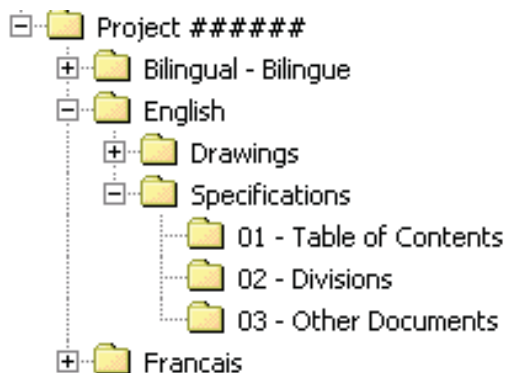 Project ######
Bilingual - Bilingue
English
Drawings
Specifications
01 - Table of Contents
02 - Divisions
03 - Other Documents
Francais